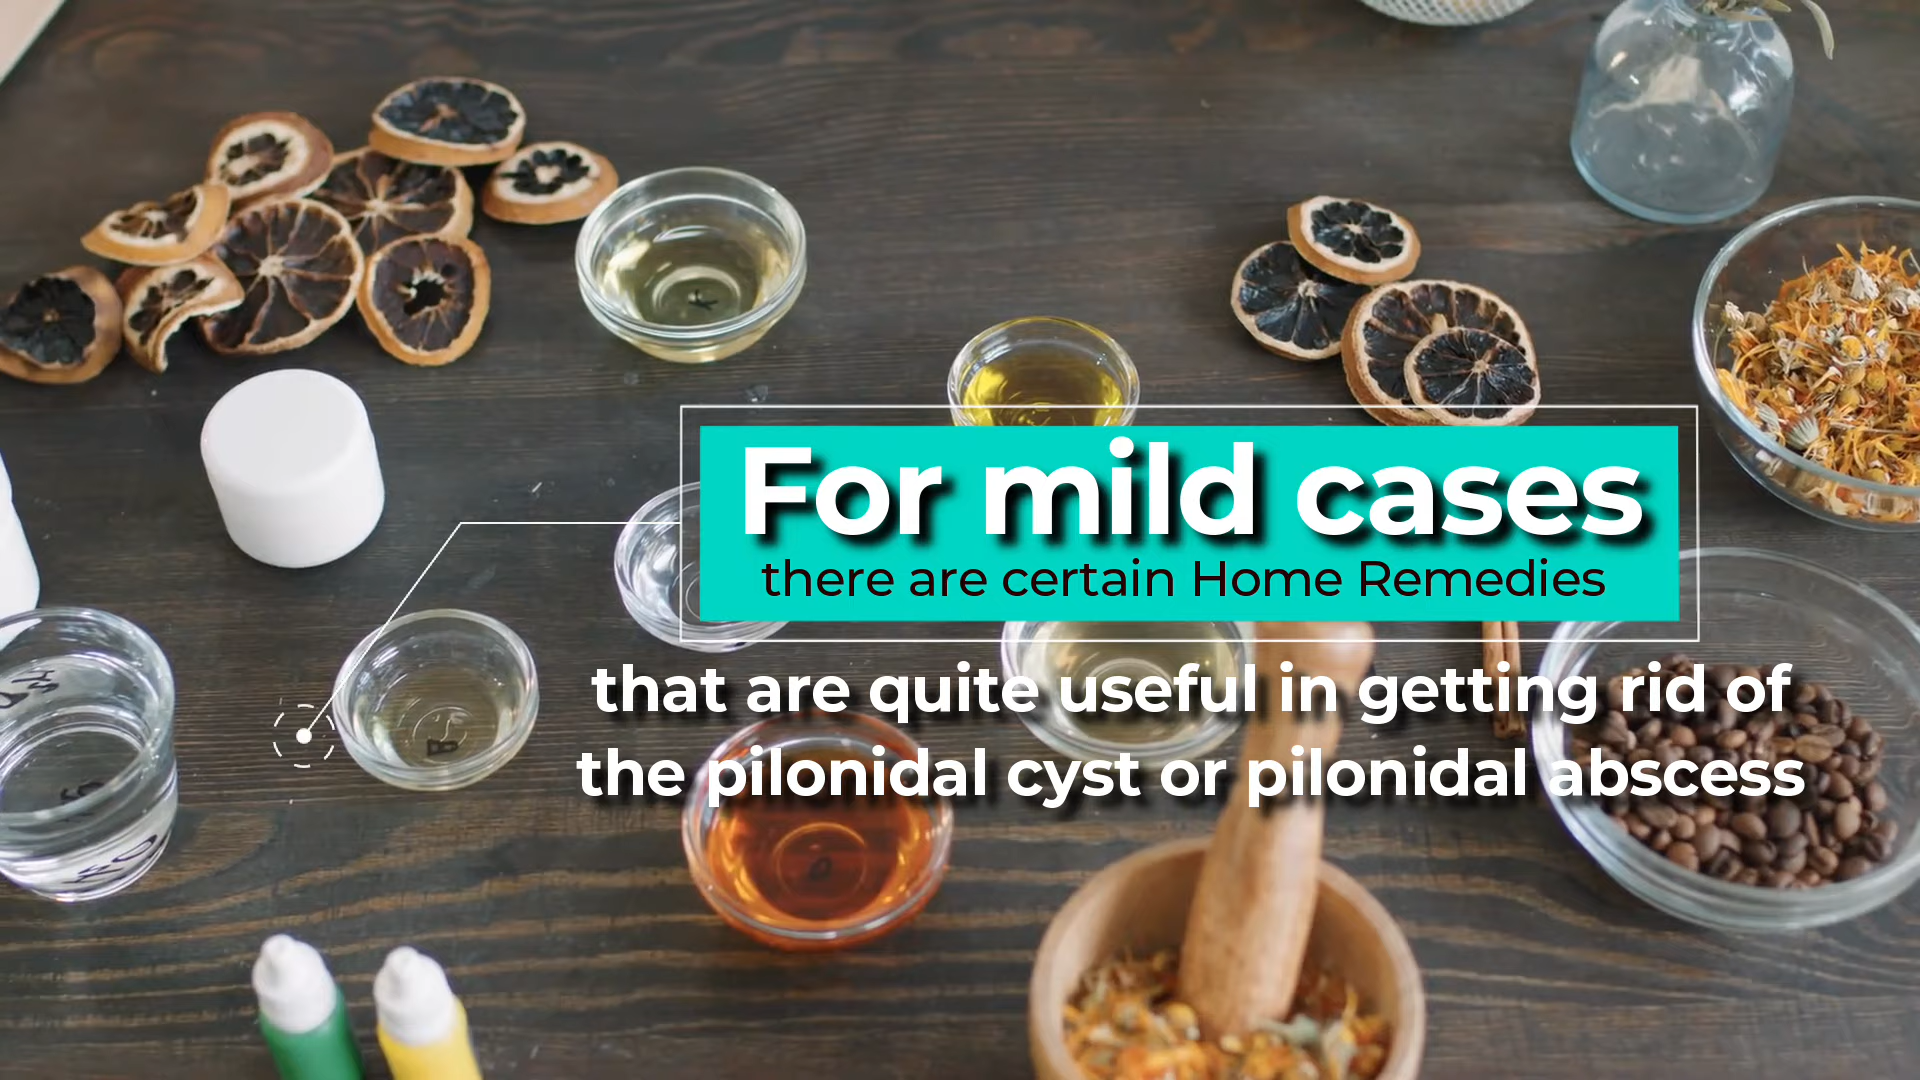 For mild cases
there are certain Home Remedies
that are quite useful in getting rid of
the pilonidal cyst or pilonidal abscess